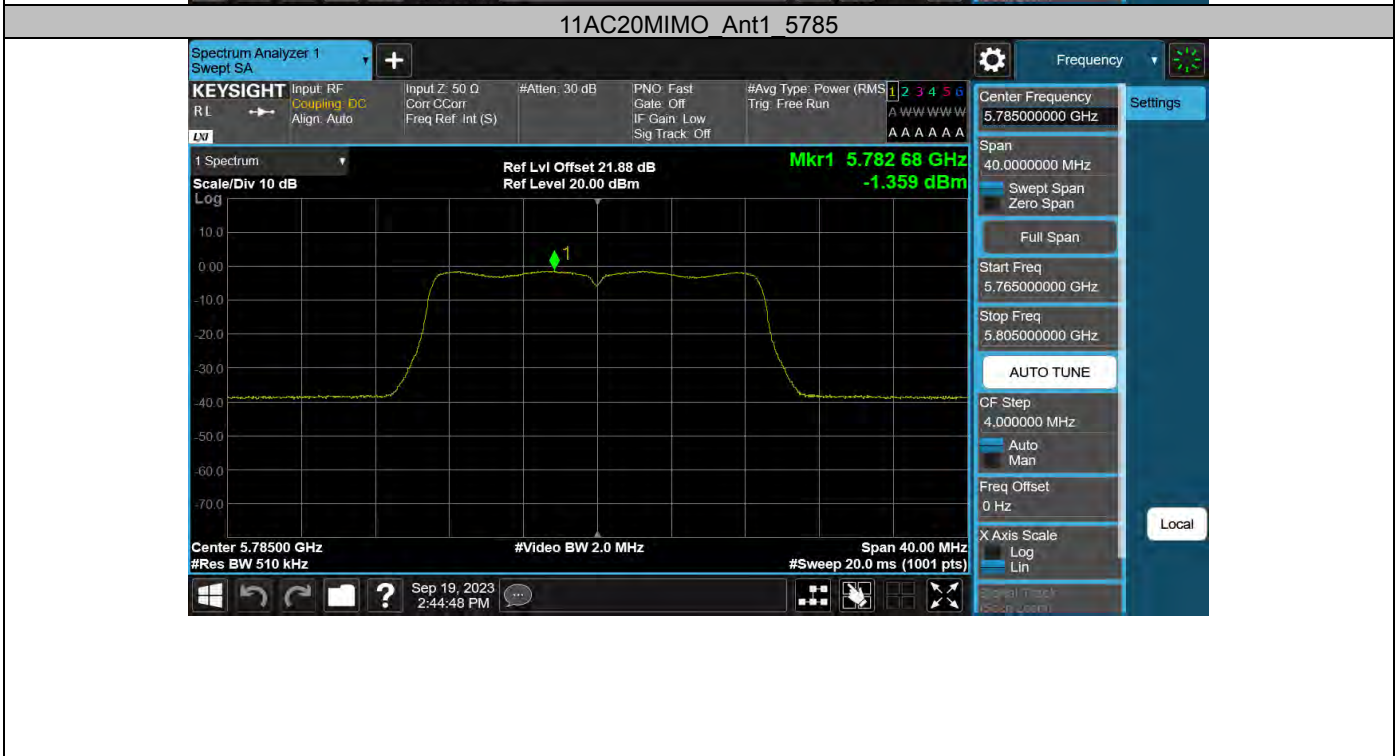 11AC20MIMO_Ant1_5785
Spectrum Analyzer 1
Swept SA
Frequency
KEYSIGHT
RL
LXI
Input: RF
Coupling: DC
Align: Auto
Input Z: 50 Ω
Corr CCorr
Freq Ref: Int (S)
#Atten: 30 dB
PNO: Fast
Gate: Off
IF Gain: Low
Sig Track: Off
#Avg Type: Power (RMS
Trig: Free Run
1 2 3 4 5 6
A W W W W W
A A A A A A
1 Spectrum
Scale/Div 10 dB
Log
Ref Lvl Offset 21.88 dB
Ref Level 20.00 dBm
Mkr1 5.782 68 GHz
-1.359 dBm
1
10.0
0.00
-10.0
-20.0
-30.0
-40.0
-50.0
-60.0
-70.0
Center 5.78500 GHz
#Res BW 510 kHz
#Video BW 2.0 MHz
Span 40.00 MHz
#Sweep 20.0 ms (1001 pts)
Sep 19, 2023
2:44:48 PM
Center Frequency
5.785000000 GHz
Span
40.0000000 MHz
Swept Span
Zero Span
Full Span
Start Freq
5.765000000 GHz
Stop Freq
5.805000000 GHz
AUTO TUNE
CF Step
4.000000 MHz
Auto
Man
Freq Offset
0 Hz
X Axis Scale
Log
Lin
Signal Track
(Span Zoom)
Settings
Local